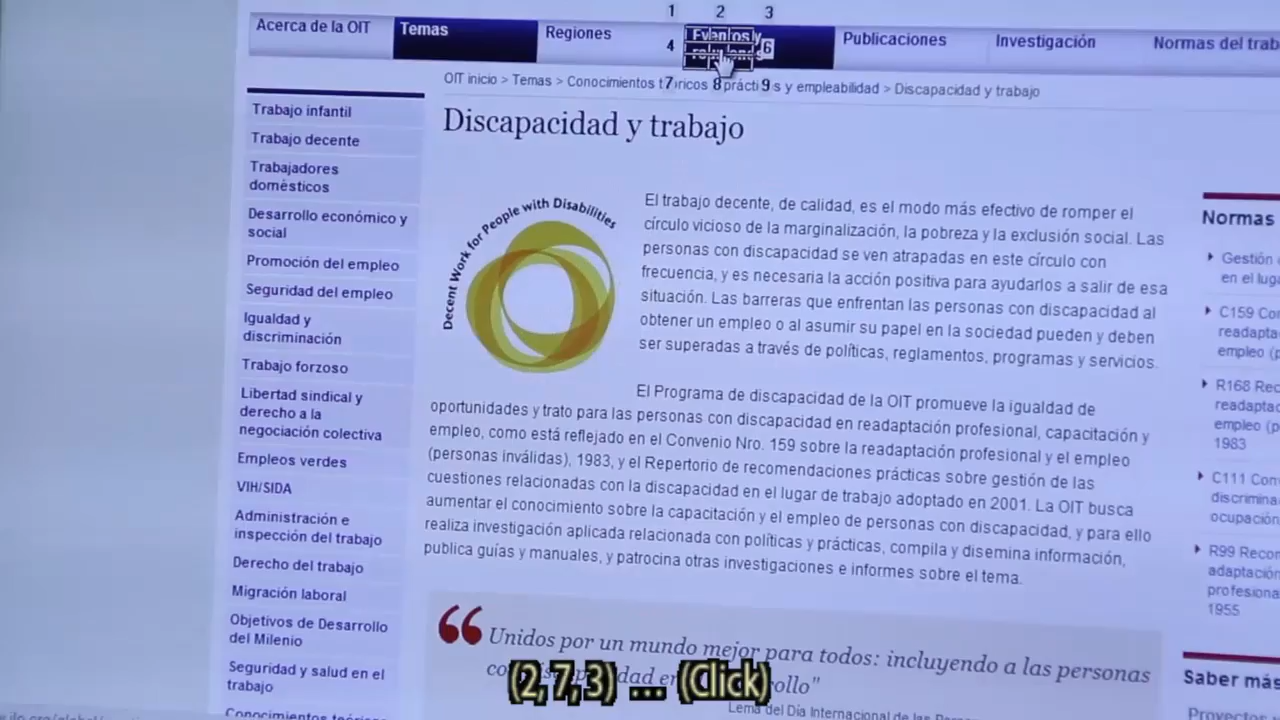 Acerca de la OIT
Temas
Regiones
Eventos y
Publicaciones
Investigación
Normas del trab
1 2 3
4 6
7 8 9
OIT inicio > Temas > Conocimientos y empleabilidad > Discapacidad y trabajo
Trabajo infantil
Trabajo decente
Trabajadores
domésticos
Desarrollo económico y
social
Promoción del empleo
Seguridad del empleo
Igualdad y
discriminación
Trabajo forzoso
Libertad sindical y
derecho a la
negociación colectiva
Empleos verdes
VIH/SIDA
Administración e
inspección del trabajo
Derecho del trabajo
Migración laboral
Objetivos de Desarrollo
del Milenio
Seguridad y salud en el
trabajo
Discapacidad y trabajo
Decent Work for People with Disabilities
El trabajo decente, de calidad, es el modo más efectivo de romper el
círculo vicioso de la marginalización, la pobreza y la exclusión social. Las
personas con discapacidad se ven atrapadas en este círculo con
frecuencia, y es necesaria la acción positiva para ayudarlos a salir de esa
situación. Las barreras que enfrentan las personas con discapacidad al
obtener un empleo o al asumir su papel en la sociedad pueden y deben
ser superadas a través de políticas, reglamentos, programas y servicios.
El Programa de discapacidad de la OIT promueve la igualdad de
oportunidades y trato para las personas con discapacidad en readaptación profesional, capacitación y
empleo, como está reflejado en el Convenio Nro. 159 sobre la readaptación profesional y el empleo
(personas inválidas), 1983, y el Repertorio de recomendaciones prácticas sobre gestión de las
cuestiones relacionadas con la discapacidad en el lugar de trabajo adoptado en 2001. La OIT busca
aumentar el conocimiento sobre la capacitación y el empleo de personas con discapacidad, y para ello
realiza investigación aplicada relacionada con políticas y prácticas, compila y disemina información,
publica guías y manuales, y patrocina otras investigaciones e informes sobre el tema.
“Unidos por un mundo mejor para todos: incluyendo a las personas
(2,7,3) ... (Click)
Lema del Día Internacional de las
Normas
Gestión
en el lug
C159 Con
readapta
empleo (p
R168 Rec
readaptac
empleo (p
1983
C111 Con
discrimina
ocupación
R99 Recon
adaptación
profesiona
1955
Saber más
Proyectos